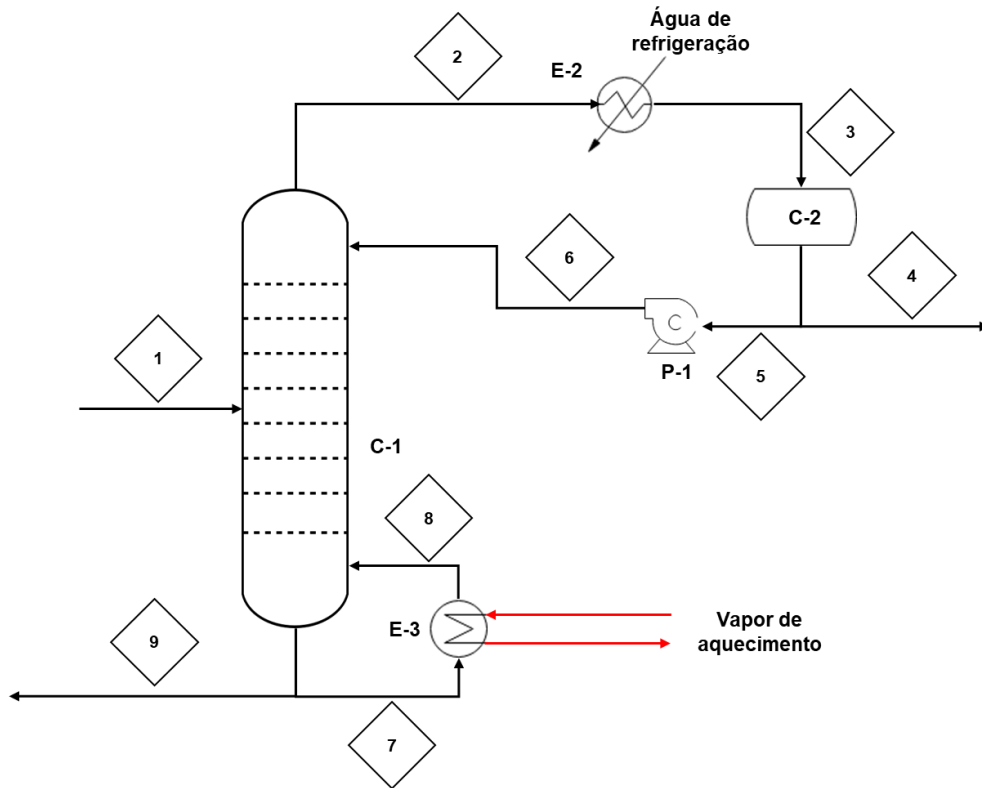 Água de
refrigeração
2
E-2
3
C-2
6
4
1
P-1
5
C-1
8
Vapor de
aquecimento
E-3
9
7